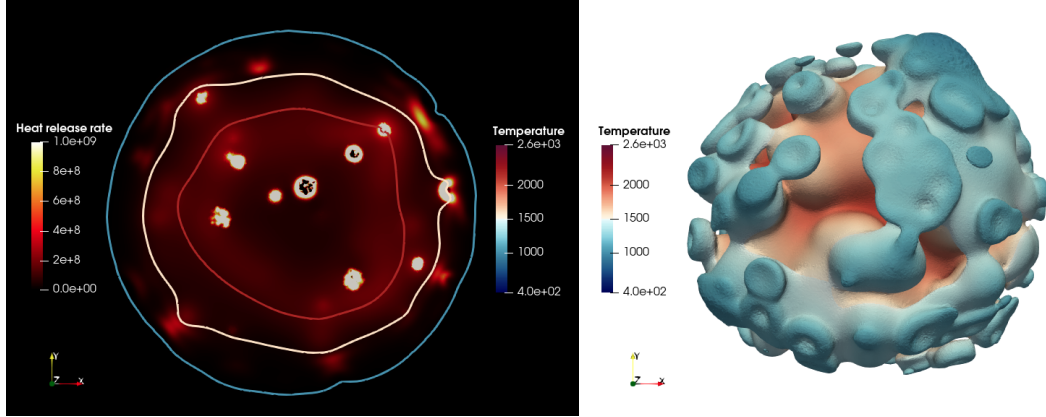 Heat release rate
1.0e+09
8e+8
6e+8
4e+8
2e+8
0.0e+00
Y
Z
X
Temperature
2.6e+03
2000
1500
1000
4.0e+02
Temperature
2.6e+03
2000
1500
1000
4.0e+02
Y
Z
X